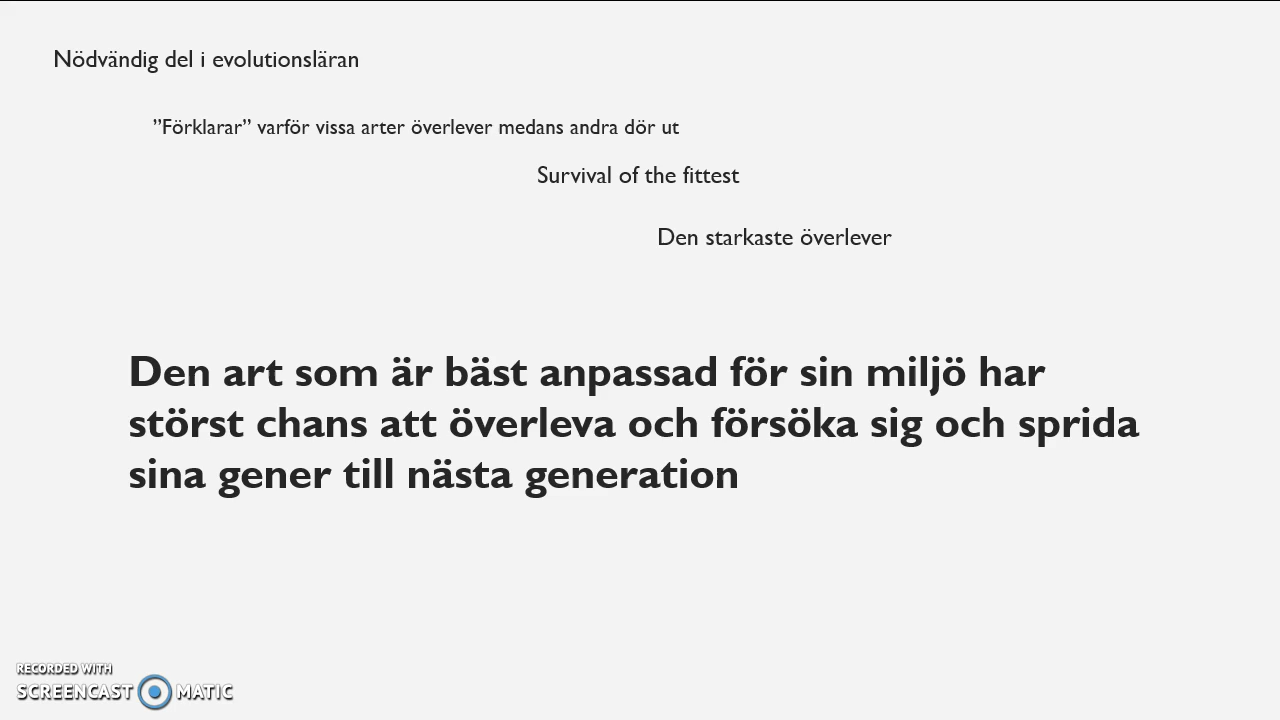 Nödvändig del i evolutionsläran
”Förklarar” varför vissa arter överlever medans andra dör ut
Survival of the fittest
Den starkaste överlever
Den art som är bäst anpassad för sin miljö har
störst chans att överleva och försöka sig och sprida
sina gener till nästa generation
RECORDED WITH
SCREENCAST MATIC